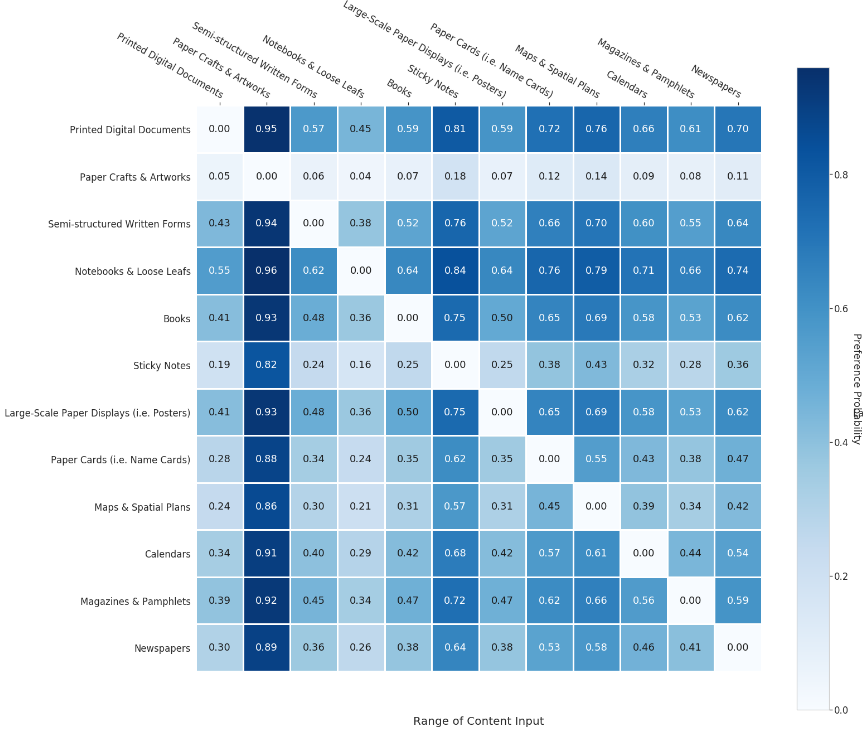 Printed Digital Documents
Paper Crafts & Artworks
Semi-structured Written Forms
Notebooks & Loose Leafs
Books
Sticky Notes
Large-Scale Paper Displays (i.e. Posters)
Paper Cards (i.e. Name Cards)
Maps & Spatial Plans
Calendars
Magazines & Pamphlets
Newspapers
Printed Digital Documents 0.00 0.95 0.57 0.45 0.59 0.81 0.59 0.72 0.76 0.66 0.61 0.70
Paper Crafts & Artworks 0.05 0.00 0.06 0.04 0.07 0.18 0.07 0.12 0.14 0.09 0.08 0.11
Semi-structured Written Forms 0.43 0.94 0.00 0.38 0.52 0.76 0.52 0.66 0.70 0.60 0.55 0.64
Notebooks & Loose Leafs 0.55 0.96 0.62 0.00 0.64 0.84 0.64 0.76 0.79 0.71 0.66 0.74
Books 0.41 0.93 0.48 0.36 0.00 0.75 0.50 0.65 0.69 0.58 0.53 0.62
Sticky Notes 0.19 0.82 0.24 0.16 0.25 0.00 0.25 0.38 0.43 0.32 0.28 0.36
Large-Scale Paper Displays (i.e. Posters) 0.41 0.93 0.48 0.36 0.50 0.75 0.00 0.65 0.69 0.58 0.53 0.62
Paper Cards (i.e. Name Cards) 0.28 0.88 0.34 0.24 0.35 0.62 0.35 0.00 0.55 0.43 0.38 0.47
Maps & Spatial Plans 0.24 0.86 0.30 0.21 0.31 0.57 0.31 0.45 0.00 0.39 0.34 0.42
Calendars 0.34 0.91 0.40 0.29 0.42 0.68 0.42 0.57 0.61 0.00 0.44 0.54
Magazines & Pamphlets 0.39 0.92 0.45 0.34 0.47 0.72 0.47 0.62 0.66 0.56 0.00 0.59
Newspapers 0.30 0.89 0.36 0.26 0.38 0.64 0.38 0.53 0.58 0.46 0.41 0.00
Range of Content Input
0.8
0.6
0.4
0.2
0.0
Preference Probability